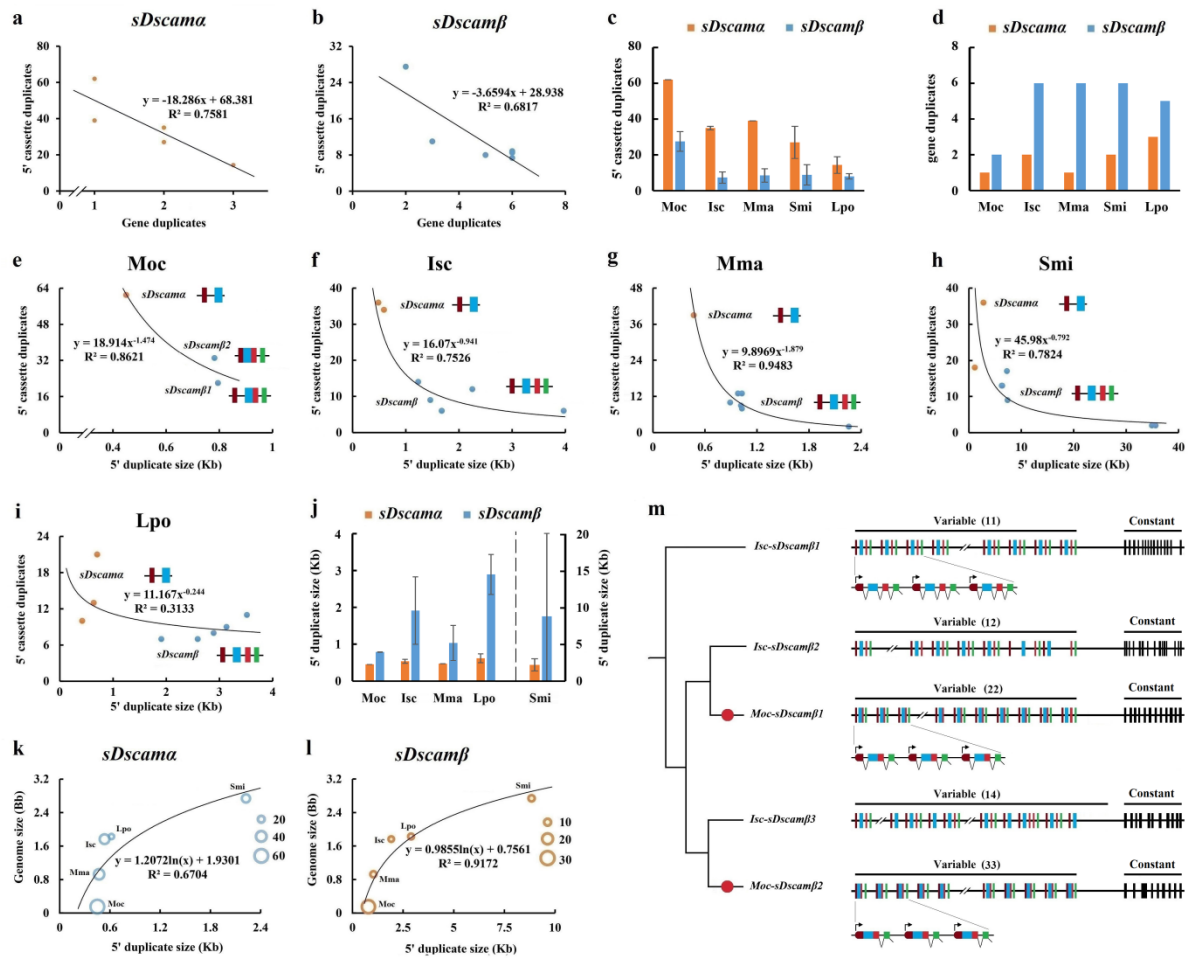 a
sDscamα
5' cassette duplicates
80
60
40
20
0
y = -18.286x + 68.381
R² = 0.7581
0 1 2 3
Gene duplicates
b
sDscamβ
5' cassette duplicates
32
24
16
8
0
y = -3.6594x + 28.938
R² = 0.6817
0 2 4 6 8
Gene duplicates
c
sDscamα sDscamβ
5' cassette duplicates
80
60
40
20
0
Moc Isc Mma Smi Lpo
d
sDscamα sDscamβ
gene duplicates
8
6
4
2
0
Moc Isc Mma Smi Lpo
e
Moc
5' cassette duplicates
64
48
32
16
0
sDscamα
y = 18.914x^-1.474
R² = 0.8621
sDscamβ2
sDscamβ1
0 0.4 0.6 0.8 1
5' duplicate size (Kb)
f
Isc
5' cassette duplicates
40
30
20
10
0
sDscamα
y = 16.07x^-0.941
R² = 0.7526
sDscamβ
0 1 2 3 4
5' duplicate size (Kb)
g
Mma
5' cassette duplicates
48
36
24
12
0
sDscamα
y = 9.8969x^-1.879
R² = 0.9483
sDscamβ
0 0.6 1.2 1.8 2.4
5' duplicate size (Kb)
h
Smi
5' cassette duplicates
40
30
20
10
0
sDscamα
y = 45.98x^-0.792
R² = 0.7824
sDscamβ
0 10 20 30 40
5' duplicate size (Kb)
i
Lpo
5' cassette duplicates
24
18
12
6
0
sDscamα
y = 11.167x^-0.244
R² = 0.3133
sDscamβ
0 1 2 3 4
5' duplicate size (Kb)
j
sDscamα sDscamβ
5' duplicate size (Kb)
4
3
2
1
0
20
15
10
5
0
5' duplicate size (Kb)
Moc Isc Mma Lpo Smi
k
sDscamα
Genome size (Bb)
3.2
2.4
1.6
0.8
0
Smi
Lpo
Isc
Mma
Moc
y = 1.2072ln(x) + 1.9301
R² = 0.6704
20
40
60
0 0.6 1.2 1.8 2.4
5' duplicate size (Kb)
l
sDscamβ
Genome size (Bb)
3.2
2.4
1.6
0.8
0
Smi
Lpo
Isc
Mma
Moc
y = 0.9855ln(x) + 0.7561
R² = 0.9172
10
20
30
0 2.5 5 7.5 10
5' duplicate size (Kb)
m
Variable (11) Constant
Isc-sDscamβ1
Variable (12) Constant
Isc-sDscamβ2
Variable (22) Constant
Moc-sDscamβ1
Variable (14) Constant
Isc-sDscamβ3
Variable (33) Constant
Moc-sDscamβ2